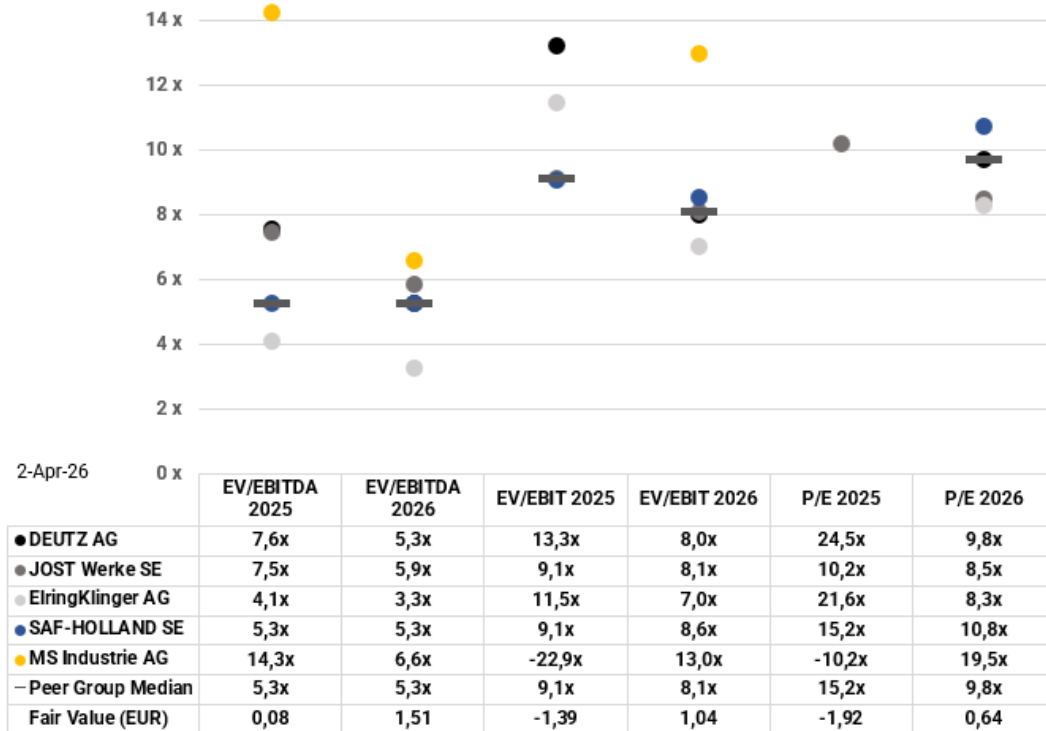 14 x
12 x
10 x
8 x
6 x
4 x
2 x
2-Apr-26 0 x
EV/EBITDA 2025 EV/EBITDA 2026 EV/EBIT 2025 EV/EBIT 2026 P/E 2025 P/E 2026
DEUTZ AG 7,6x 5,3x 13,3x 8,0x 24,5x 9,8x
JOST Werke SE 7,5x 5,9x 9,1x 8,1x 10,2x 8,5x
ElringKlinger AG 4,1x 3,3x 11,5x 7,0x 21,6x 8,3x
SAF-HOLLAND SE 5,3x 5,3x 9,1x 8,6x 15,2x 10,8x
MS Industrie AG 14,3x 6,6x -22,9x 13,0x -10,2x 19,5x
Peer Group Median 5,3x 5,3x 9,1x 8,1x 15,2x 9,8x
Fair Value (EUR) 0,08 1,51 -1,39 1,04 -1,92 0,64